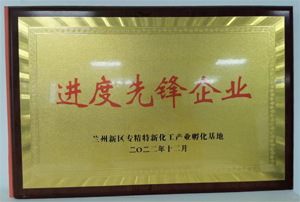 进度先锋企业
兰州新区专精特新化工产业孵化基地
二〇二二年十二月